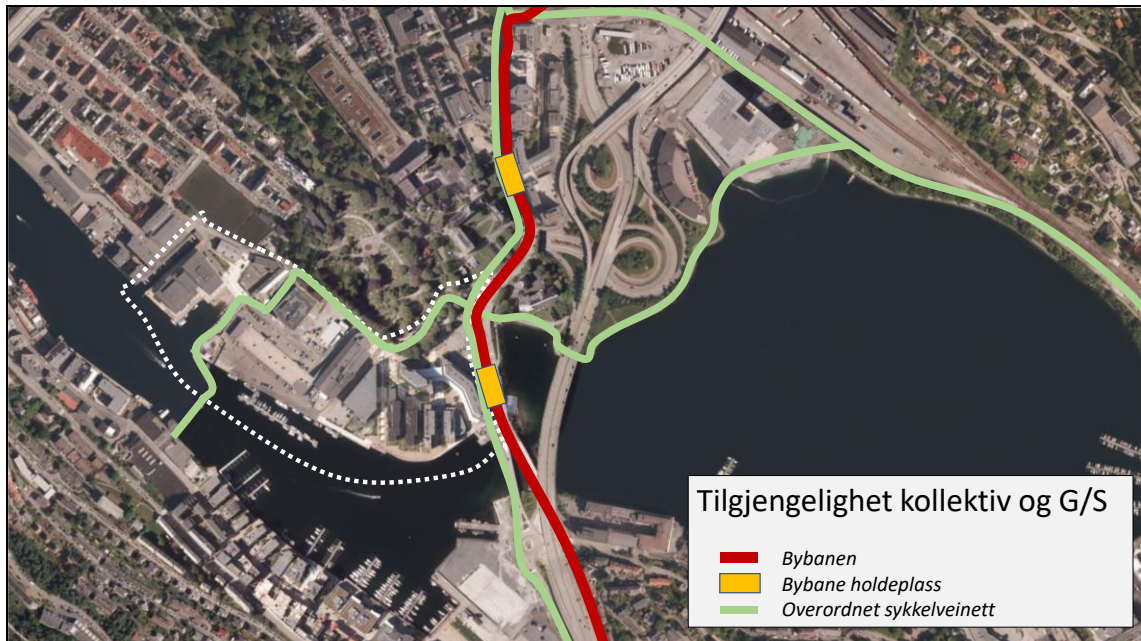 Tilgjengelighet kollektiv og G/S
Bybanen
Bybane holdeplass
Overordnet sykkelveinett